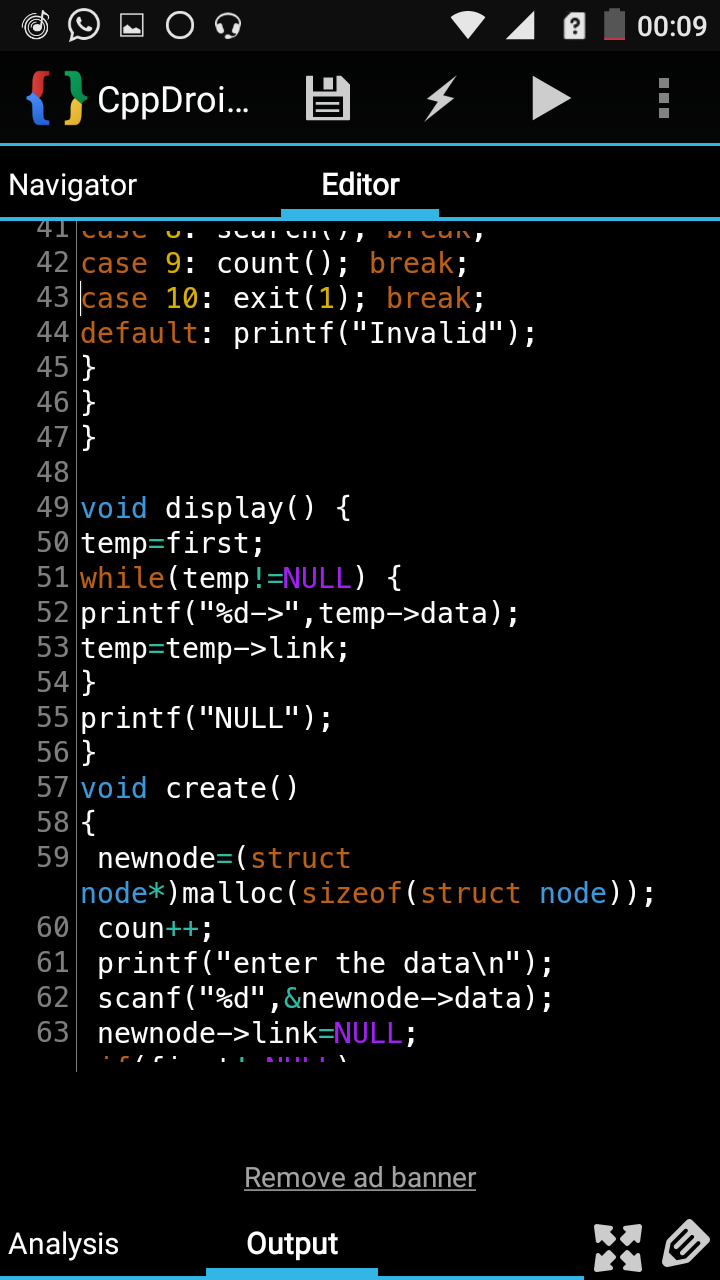 00:09
CppDroi...
Navigator
Editor
41 case 8: search(); break;
42 case 9: count(); break;
43 case 10: exit(1); break;
44 default: printf("Invalid");
45 }
46 }
47 }
48
49 void display() {
50 temp=first;
51 while(temp!=NULL) {
52 printf("%d->",temp->data);
53 temp=temp->link;
54 }
55 printf("NULL");
56 }
57 void create()
58 {
59 newnode=(struct
node*)malloc(sizeof(struct node));
60 coun++;
61 printf("enter the data\n");
62 scanf("%d",&newnode->data);
63 newnode->link=NULL;
Remove ad banner
Analysis
Output